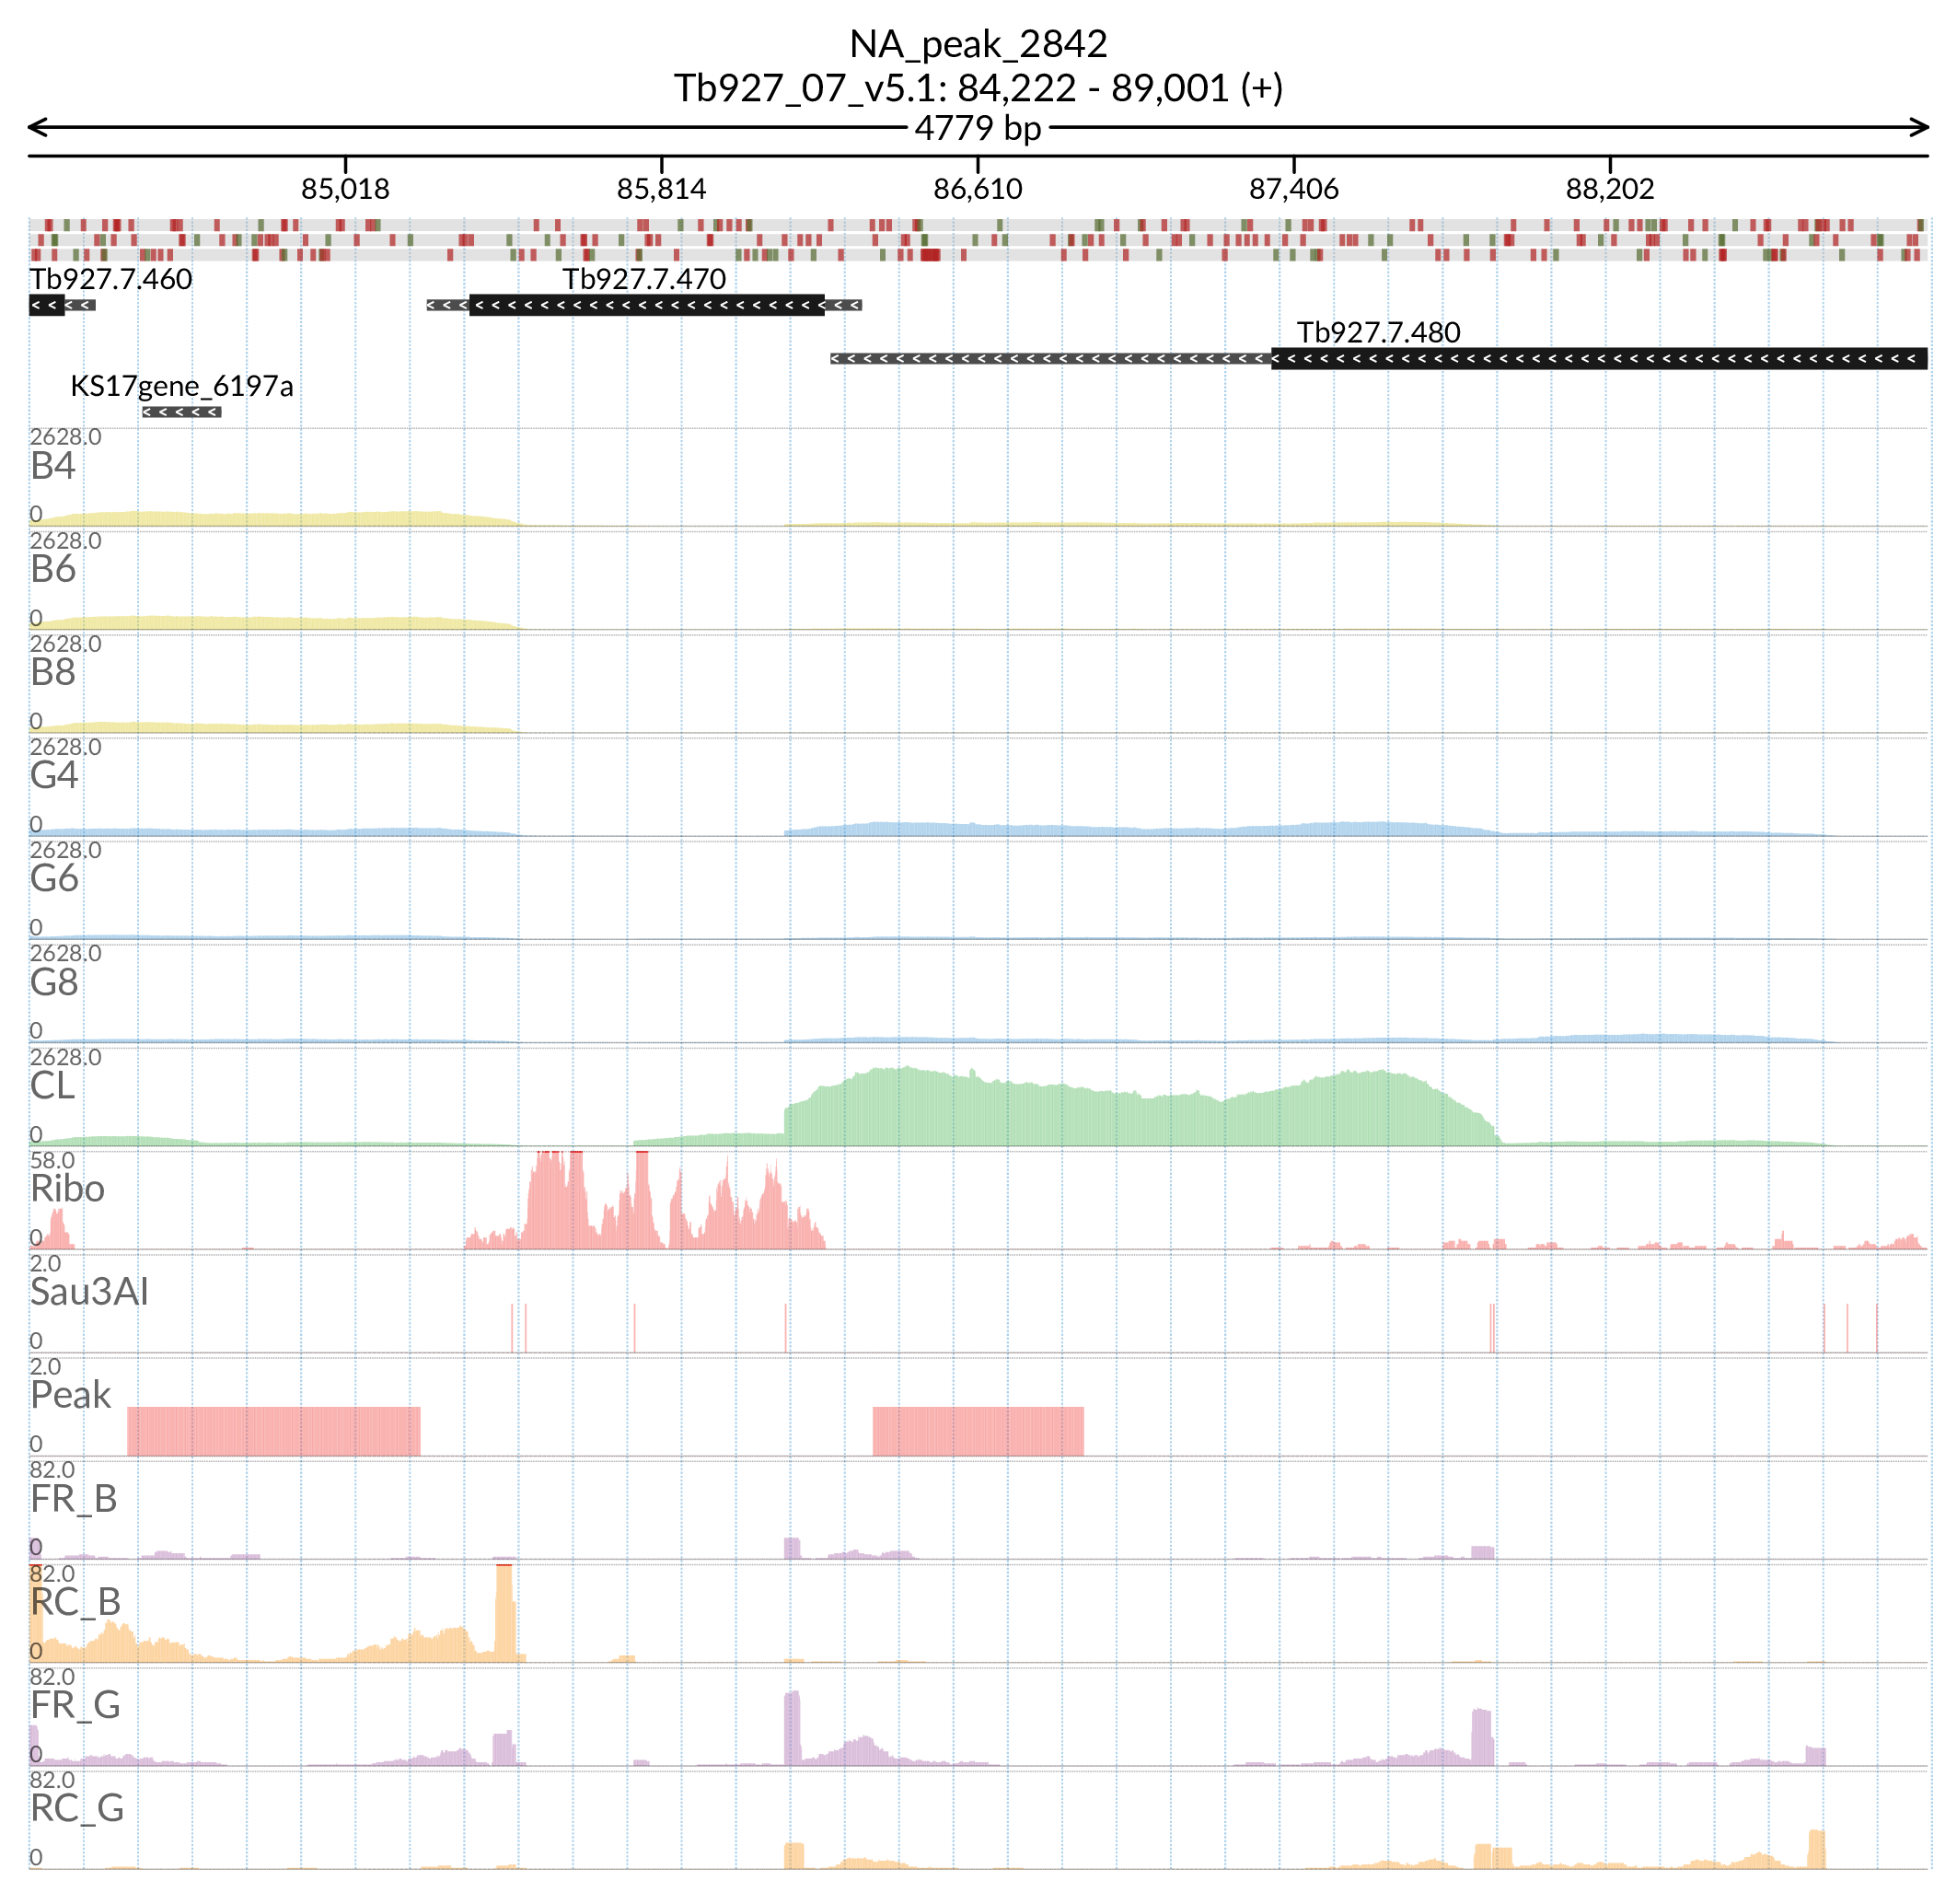 NA_peak_2842
Tb927_07_v5.1: 84,222 - 89,001 (+)
4779 bp
85,018 85,814 86,610 87,406 88,202
Tb927.7.460 Tb927.7.470
Tb927.7.480
KS17gene_6197a
2628.0
B4
0
2628.0
B6
0
2628.0
B8
0
2628.0
G4
0
2628.0
G6
0
2628.0
G8
0
2628.0
CL
0
58.0
Ribo
0
2.0
Sau3AI
0
2.0
Peak
0
82.0
FR_B
0
82.0
RC_B
0
82.0
FR_G
0
82.0
RC_G
0